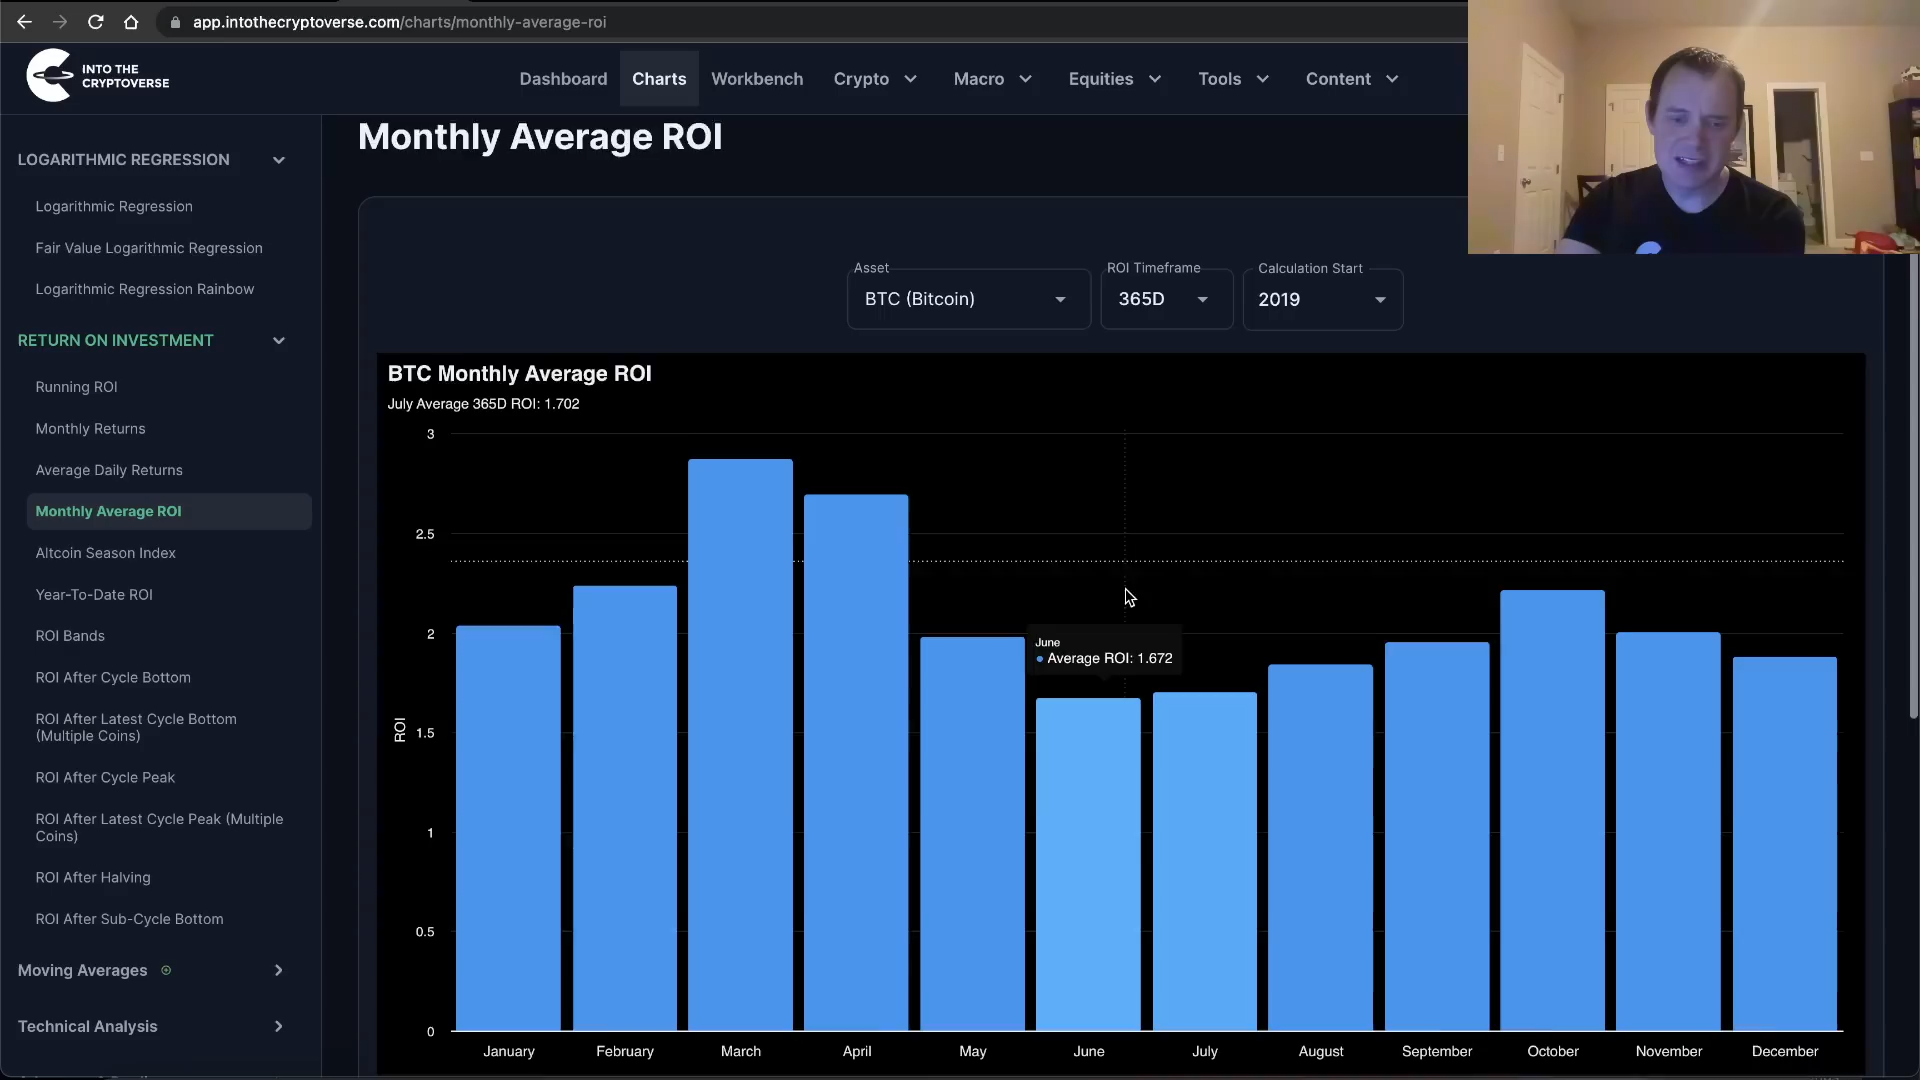 app.intothecryptoverse.com/charts/monthly-average-roi
INTO THE
CRYPTOVERSE
Dashboard
Charts
Workbench
Crypto
Macro
Equities
Tools
Content
LOGARITHMIC REGRESSION
Logarithmic Regression
Fair Value Logarithmic Regression
Logarithmic Regression Rainbow
RETURN ON INVESTMENT
Running ROI
Monthly Returns
Average Daily Returns
Monthly Average ROI
Altcoin Season Index
Year-To-Date ROI
ROI Bands
ROI After Cycle Bottom
ROI After Latest Cycle Bottom
(Multiple Coins)
ROI After Cycle Peak
ROI After Latest Cycle Peak (Multiple
Coins)
ROI After Halving
ROI After Sub-Cycle Bottom
Moving Averages
Technical Analysis
Monthly Average ROI
Asset
BTC (Bitcoin)
ROI Timeframe
365D
Calculation Start
2019
BTC Monthly Average ROI
July Average 365D ROI: 1.702
3
2.5
2
1.5
1
0.5
0
ROI
June
Average ROI: 1.672
January
February
March
April
May
June
July
August
September
October
November
December